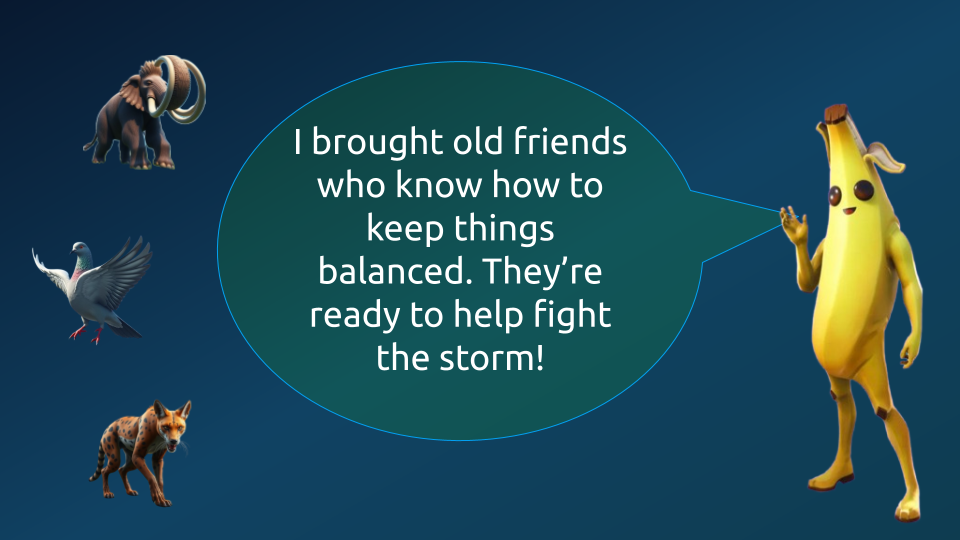 I brought old friends
who know how to
keep things
balanced. They’re
ready to help fight
the storm!